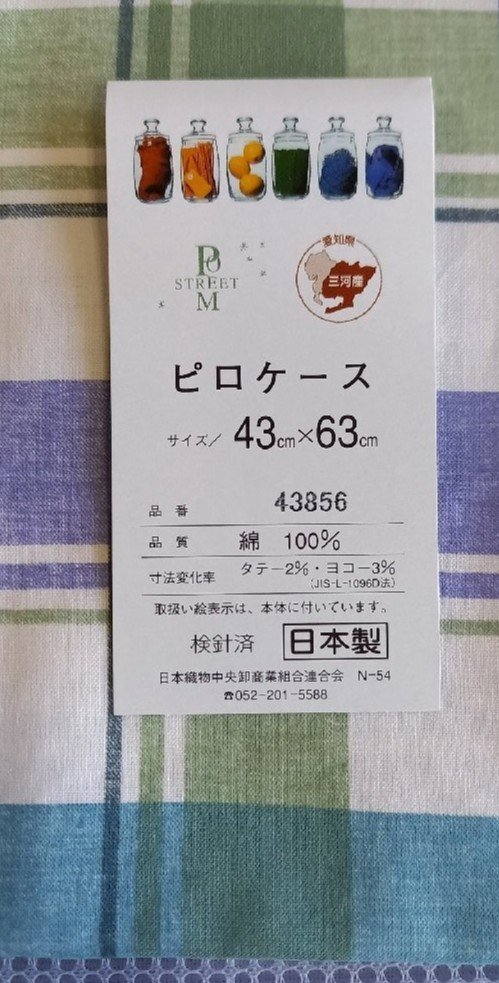 愛知県
三河産
PO
STREET
M
ピロケース
サイズ/ 43cm×63cm
品番 43856
品質 綿 100%
寸法変化率 タテー2%・ヨコー3%
(JIS-L-1096D法)
取扱い絵表示は、本体に付いています。
検針済 日本製
日本織物中央卸商業組合連合会 N-54
☎052-201-5588